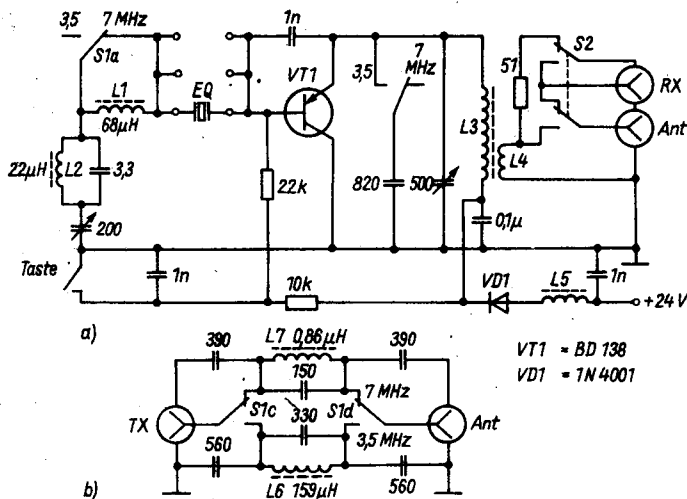 3,5
7 MHz
S1a
L1
68µH
EQ
1n
VT1
3,5
7
MHz
51
S2
RX
Ant
22µH
L2
3,3
22k
820
500
L3
L4
200
0,1µ
Taste
1n
10k
VD1
L5
1n
+24V
a)
390
L7 0,86µH
390
150
VT1 = BD 138
VD1 = 1N 4001
TX
S1c
S1d
7 MHz
Ant
330
3,5 MHz
560
560
L6 159µH
b)